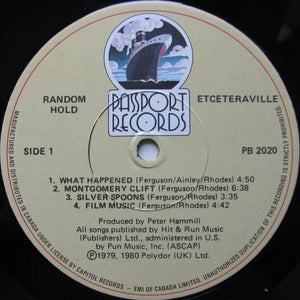 PASSPORT
RECORDS
RANDOM
HOLD
ETCETERAVILLE
SIDE 1
PB 2020
1. WHAT HAPPENED (Ferguson/Ainley/Rhodes) 4:50
2. MONTGOMERY CLIFT (Ferguson/Rhodes) 6:38
3. SILVER SPOONS (Ferguson/Rhodes) 6:35
4. FILM MUSIC (Ferguson/Rhodes) 4:42
Produced by Peter Hammill
All songs published by Hit & Run Music
(Publishers) Ltd., administered in U.S.
by Pun Music, Inc. (ASCAP)
Ⓟ1979, 1980 Polydor (UK) Ltd.
MANUFACTURED AND DISTRIBUTED IN CANADA UNDER LICENSE BY CAPITOL RECORDS - EMI OF CANADA LIMITED. UNAUTHORIZED DUPLICATION OF THIS RECORDING IS STRICTLY PROHIBITED